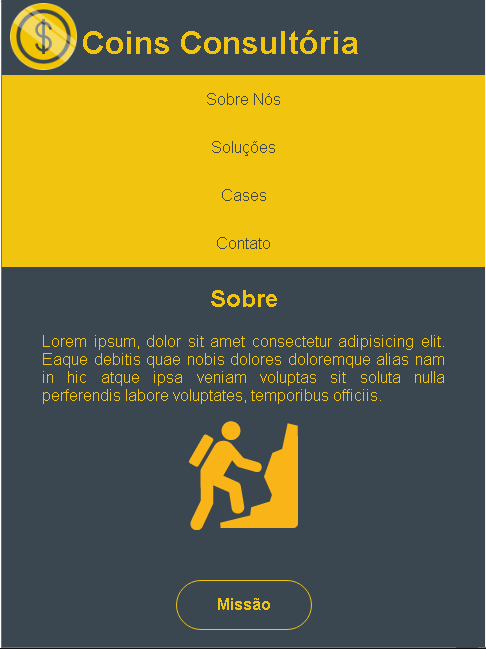 $
Coins Consultória
Sobre Nós
Soluções
Cases
Contato
Sobre
Lorem ipsum, dolor sit amet consectetur adipisicing elit.
Eaque debitis quae nobis dolores doloremque alias nam
in hic atque ipsa veniam voluptas sit soluta nulla
perferendis labore voluptates, temporibus officiis.
Missão